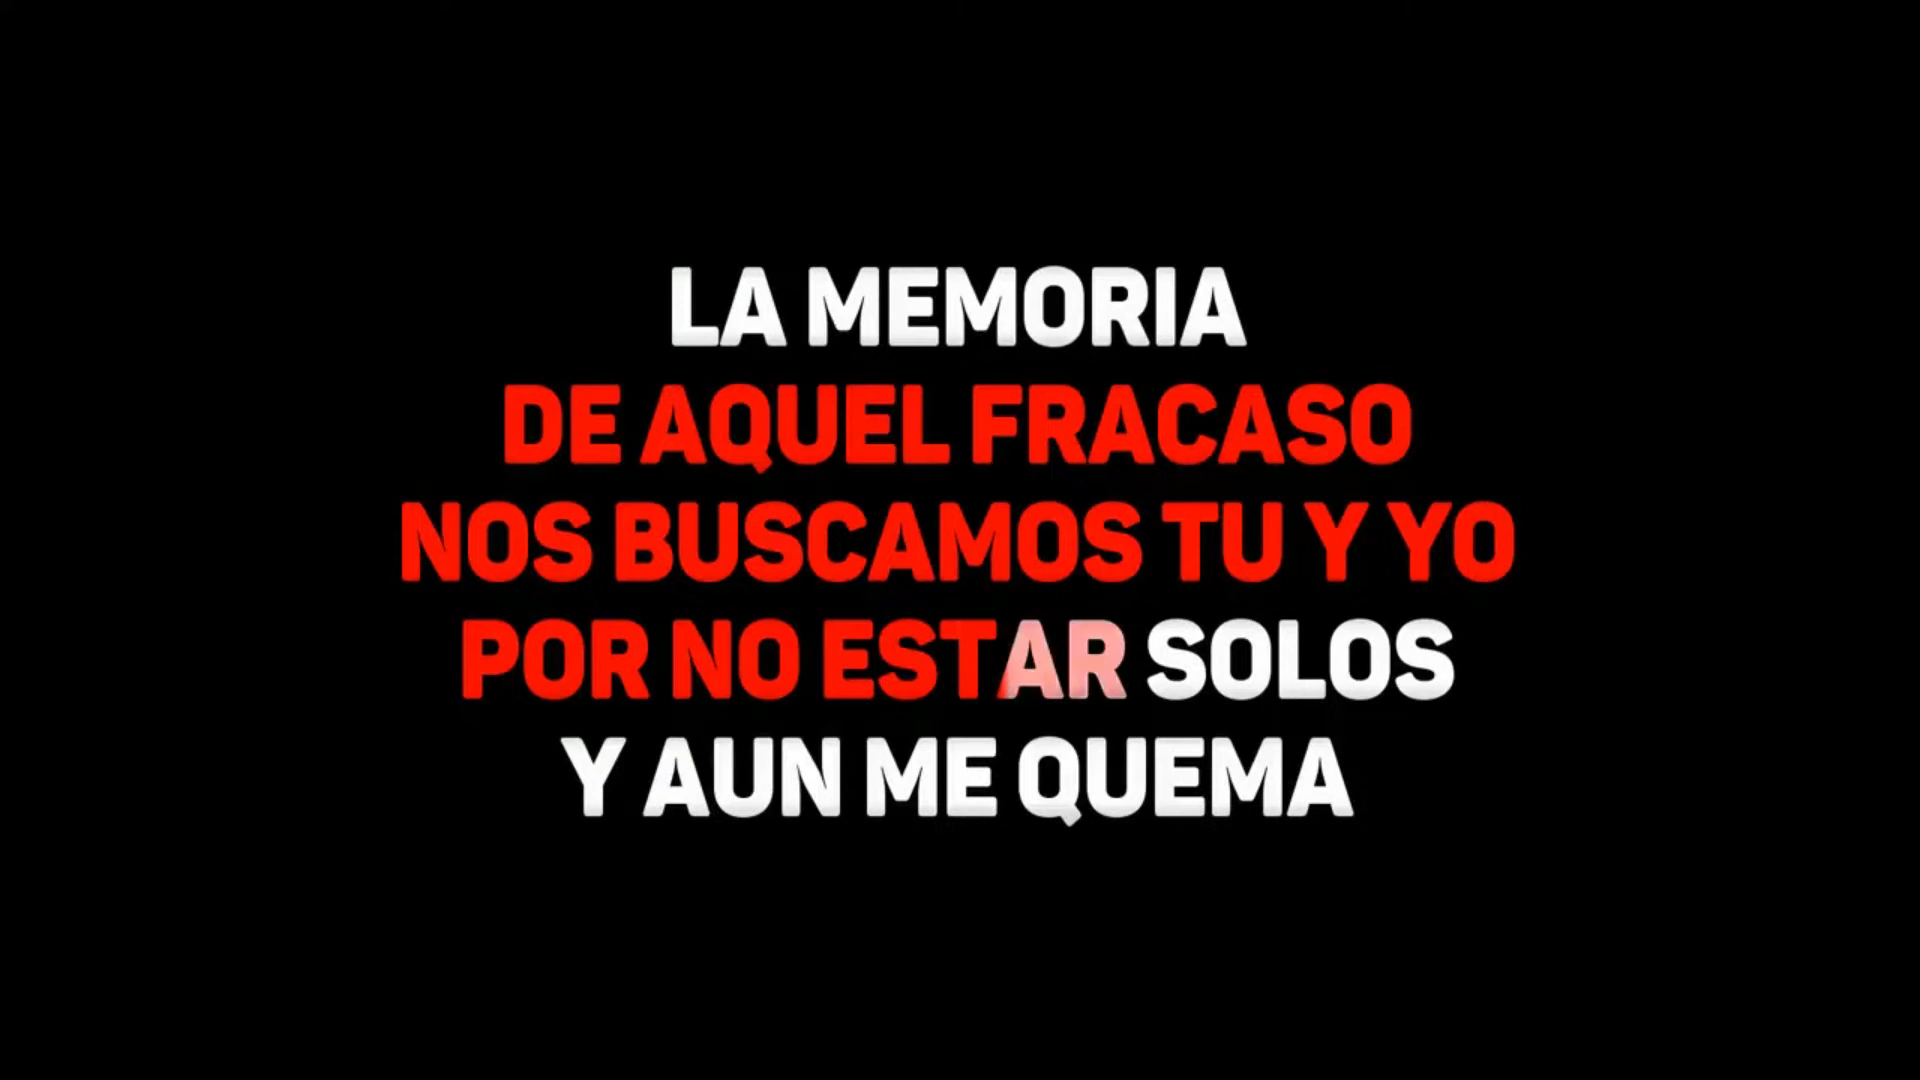 LA MEMORIA
DE AQUEL FRACASO
NOS BUSCAMOS TU Y YO
POR NO ESTAR SOLOS
Y AUN ME QUEMA